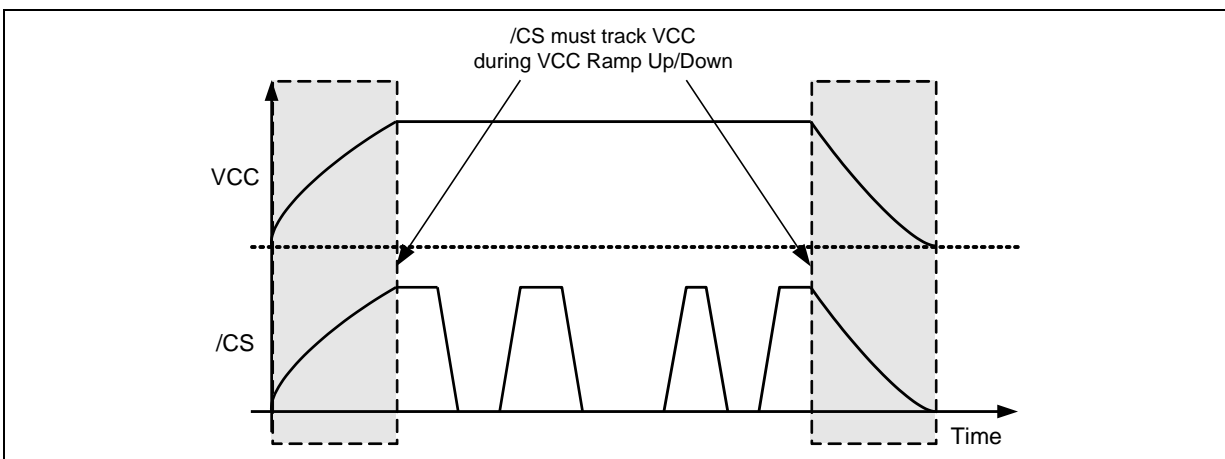 /CS must track VCC
during VCC Ramp Up/Down
VCC
/CS
Time